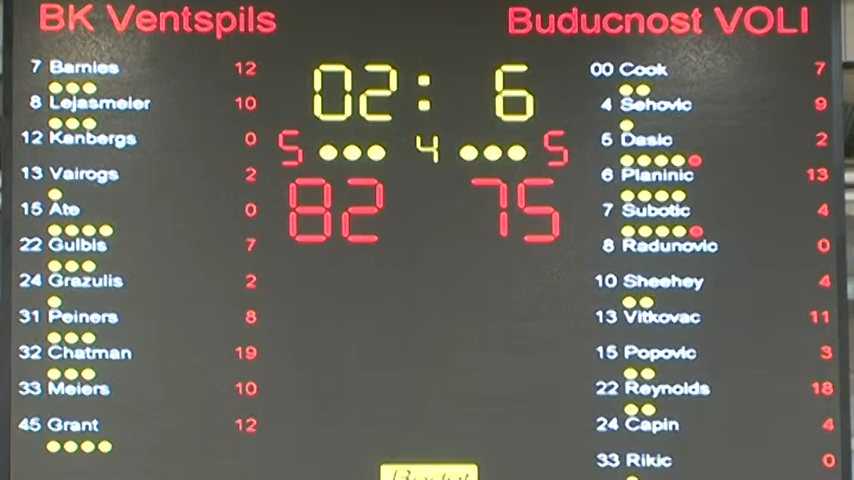 BK Ventspils
Buducnost VOLI
02: 6
5 4 5
82 75
7 Barnies 12
8 Lejasmeier 10
12 Kanbergs 0
13 Vairogs 2
15 Ate 0
22 Gulbis 7
24 Grazulis 2
31 Peiners 8
32 Chatman 19
33 Meiers 10
45 Grant 12
00 Cook 7
4 Sehovic 9
5 Dasic 2
6 Planinic 13
7 Subotic 4
8 Radunovic 0
10 Sheehey 4
13 Vitkovac 11
15 Popovic 3
22 Reynolds 18
24 Capin 4
33 Rikic 0